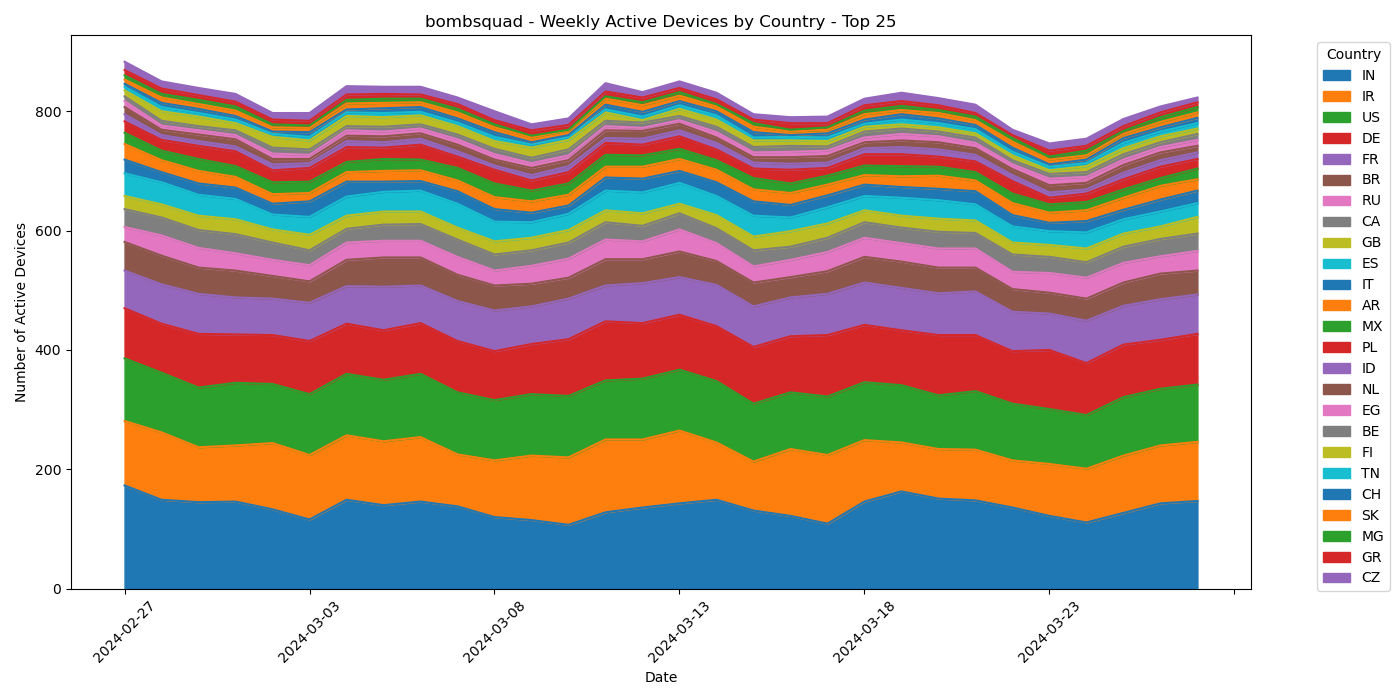 bombsquad - Weekly Active Devices by Country - Top 25
Number of Active Devices
800
600
400
200
0
2024-02-27
2024-03-03
2024-03-08
2024-03-13
2024-03-18
2024-03-23
Date
Country
IN
IR
US
DE
FR
BR
RU
CA
GB
ES
IT
AR
MX
PL
ID
NL
EG
BE
FI
TN
CH
SK
MG
GR
CZ